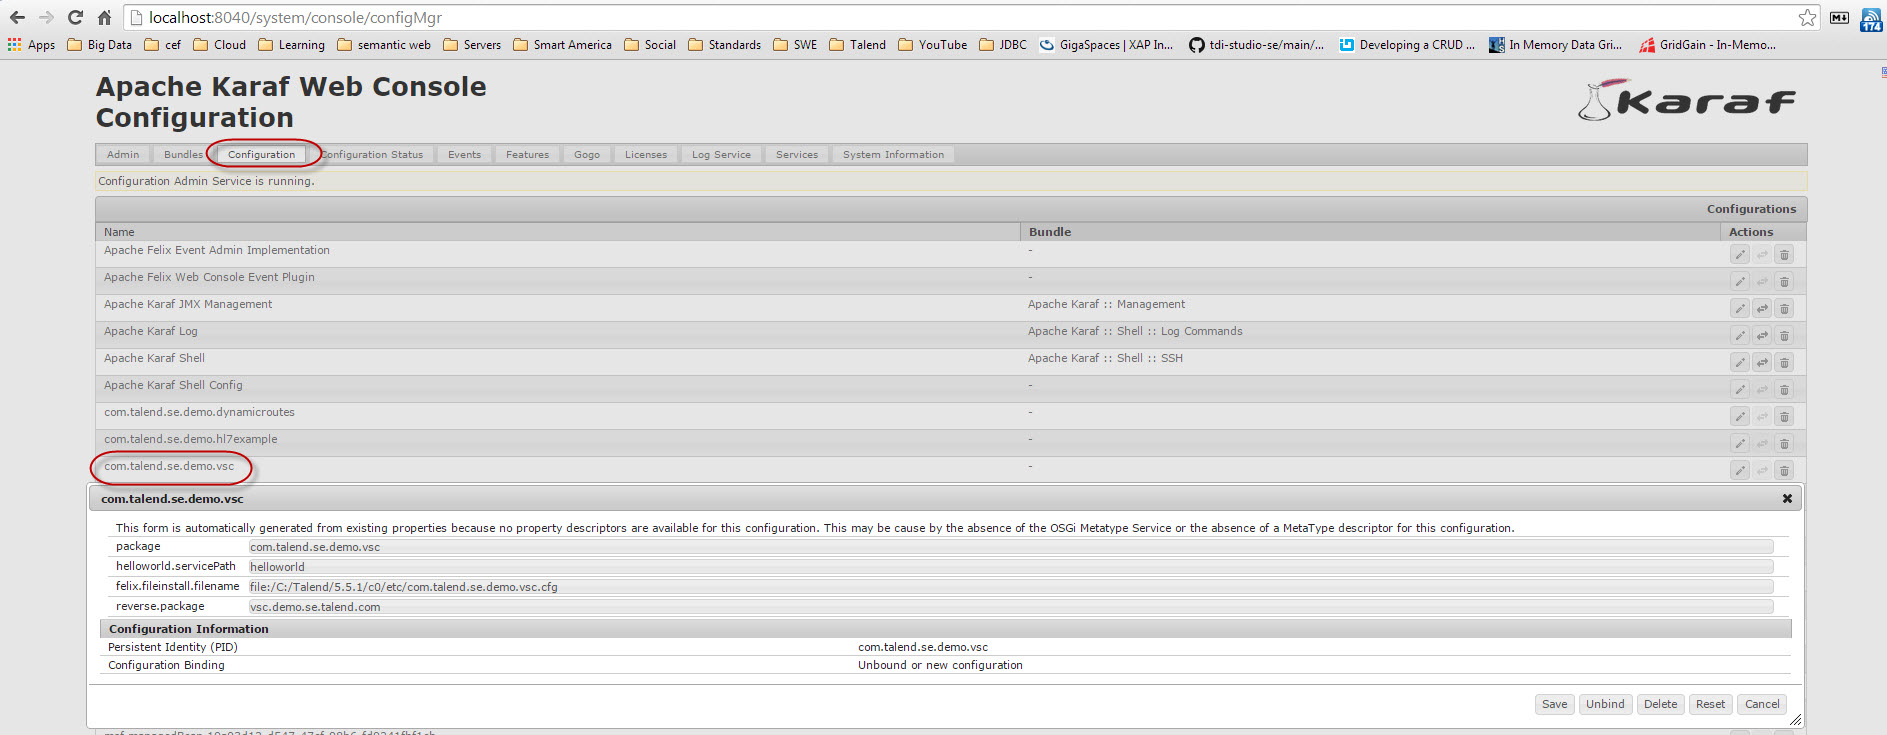 localhost:8040/system/console/configMgr
174
Apps Big Data cef Cloud Learning semantic web Servers Smart America Social Standards SWE Talend YouTube JDBC GigaSpaces | XAP In... tdi-studio-se/main/... Developing a CRUD ... In Memory Data Gri... GridGain - In-Memo...
Apache Karaf Web Console
Configuration
Karaf
Admin Bundles Configuration Configuration Status Events Features Gogo Licenses Log Service Services System Information
Configuration Admin Service is running.
Configurations
Name Bundle Actions
Apache Felix Event Admin Implementation -
Apache Felix Web Console Event Plugin -
Apache Karaf JMX Management Apache Karaf :: Management
Apache Karaf Log Apache Karaf :: Shell :: Log Commands
Apache Karaf Shell Apache Karaf :: Shell :: SSH
Apache Karaf Shell Config -
com.talend.se.demo.dynamicroutes -
com.talend.se.demo.hl7example -
com.talend.se.demo.vsc -
com.talend.se.demo.vsc
This form is automatically generated from existing properties because no property descriptors are available for this configuration. This may be cause by the absence of the OSGi Metatype Service or the absence of a MetaType descriptor for this configuration.
package com.talend.se.demo.vsc
helloworld.servicePath helloworld
felix.fileinstall.filename file:/C:/Talend/5.5.1/c0/etc/com.talend.se.demo.vsc.cfg
reverse.package vsc.demo.se.talend.com
Configuration Information
Persistent Identity (PID) com.talend.se.demo.vsc
Configuration Binding Unbound or new configuration
Save Unbind Delete Reset Cancel